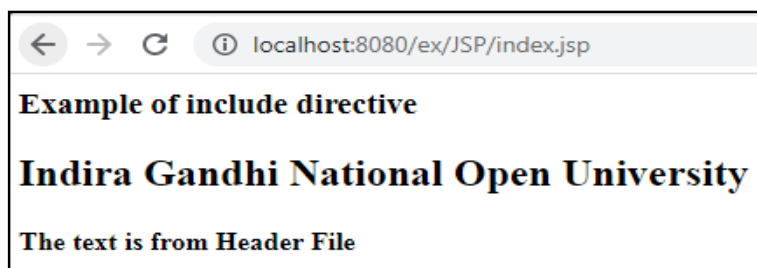 localhost:8080/ex/JSP/index.jsp
Example of include directive
Indira Gandhi National Open University
The text is from Header File